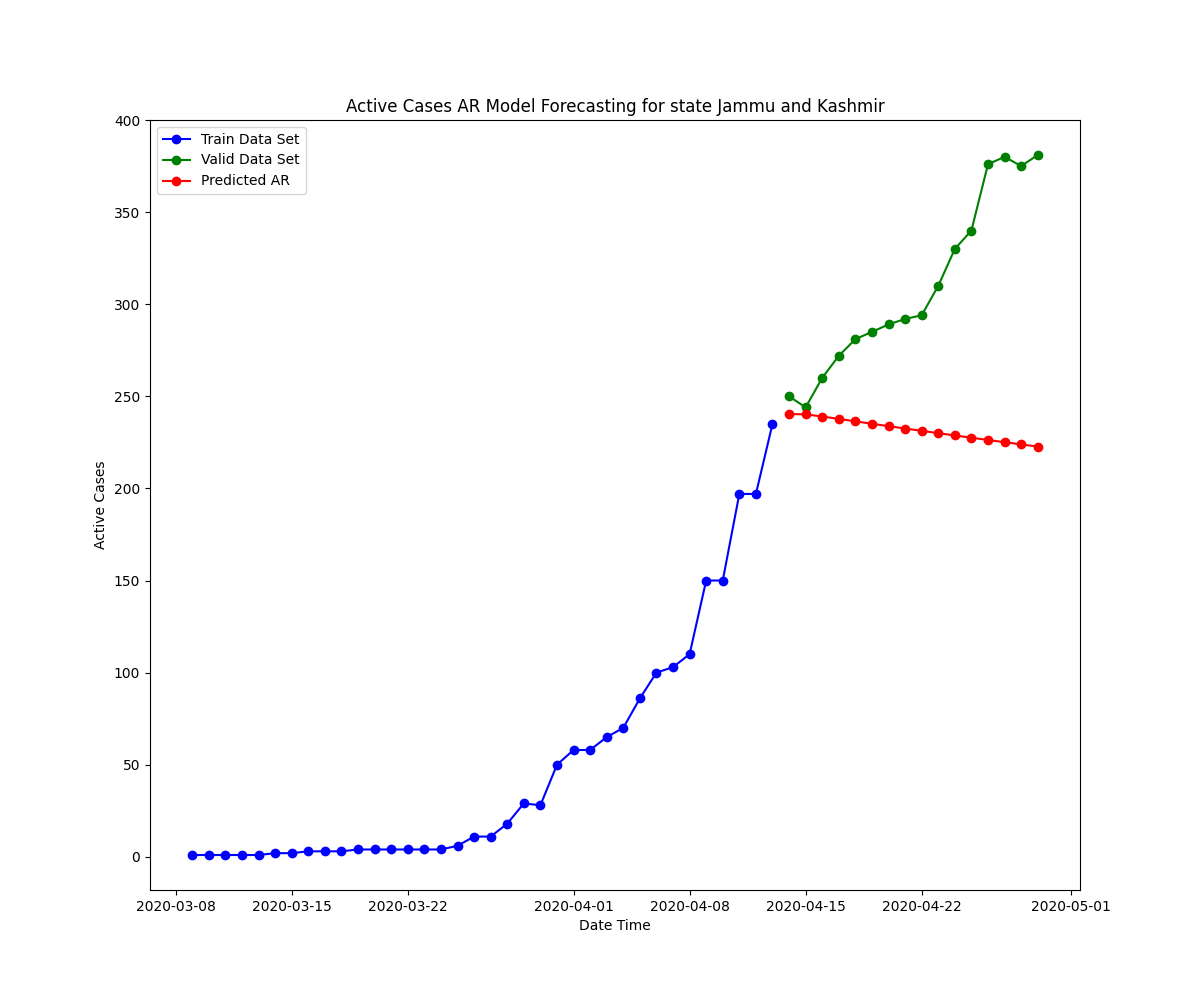 Active Cases AR Model Forecasting for state Jammu and Kashmir
Train Data Set
Valid Data Set
Predicted AR
400
350
300
250
200
150
100
50
0
Active Cases
2020-03-08 2020-03-15 2020-03-22 2020-04-01 2020-04-08 2020-04-15 2020-04-22 2020-05-01
Date Time